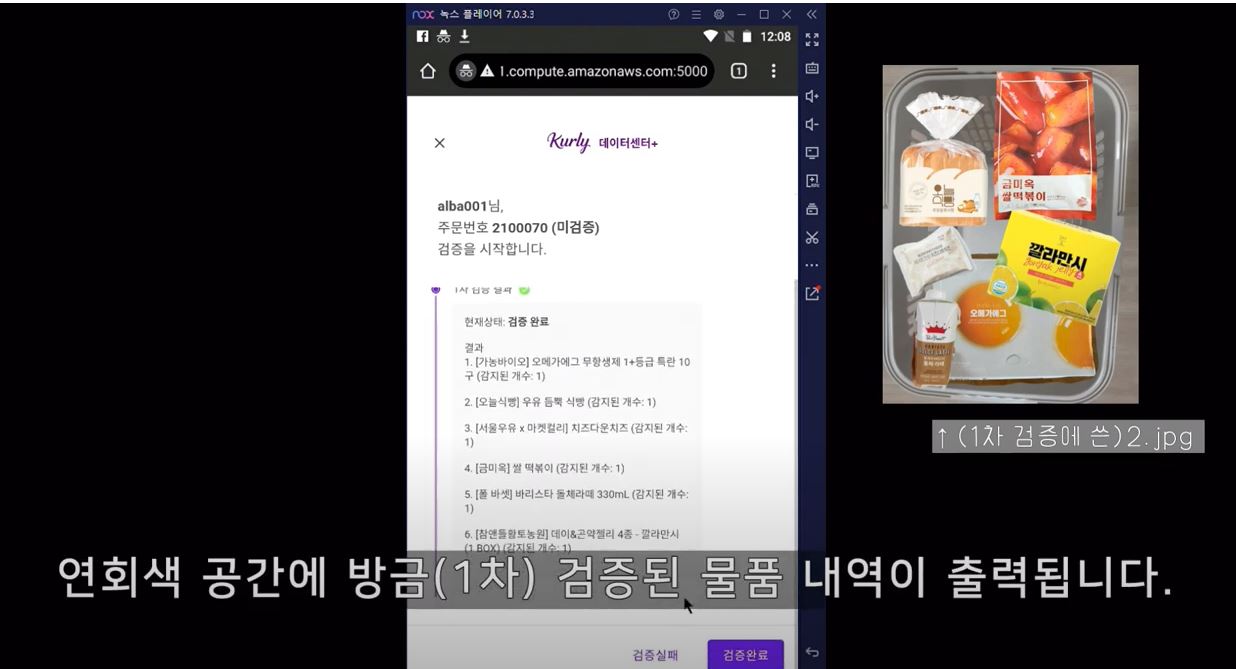 nox 녹스 플레이어 7.0.3.3
12:08
1.compute.amazonaws.com:5000
1
Kurly 데이터센터+
alba001님,
주문번호 2100070 (미검증)
검증을 시작합니다.
1차 검증 결과
현재상태: 검증 완료
결과
1. [가농바이오] 오메가에그 무항생제 1+등급 특란 10
구 (감지된 개수: 1)
2. [오늘식빵] 우유 듬뿍 식빵 (감지된 개수: 1)
3. [서울우유 x 마켓컬리] 치즈다운치즈 (감지된 개수:
1)
4. [금미옥] 쌀 떡볶이 (감지된 개수: 1)
5. [폴 바셋] 바리스타 돌체라떼 330mL (감지된 개수:
1)
6. [참앤들황토농원] 데이&곤약젤리 4종 - 깔라만시
(1 BOX) (감지된 개수: 1)
연회색 공간에 방금(1차) 검증된 물품 내역이 출력됩니다.
검증실패
검증완료
오늘
식빵
금미옥
쌀떡볶이
깔라만시
오메가에그
↑ (1차 검증에 쓴)2.jpg